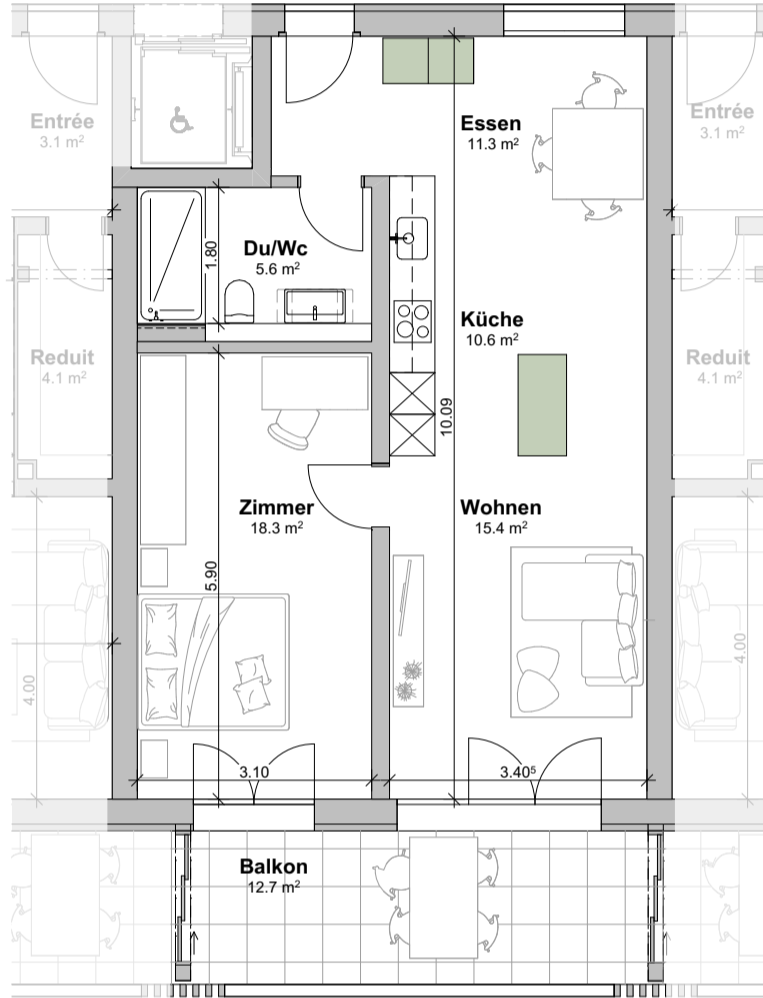 Entrée
3.1 m²
Essen
11.3 m²
Entrée
3.1 m²
1.80
Du/Wc
5.6 m²
Küche
10.6 m²
Reduit
4.1 m²
Reduit
4.1 m²
10.09
Zimmer
18.3 m²
Wohnen
15.4 m²
5.90
4.00
4.00
3.10
3.40⁵
Balkon
12.7 m²